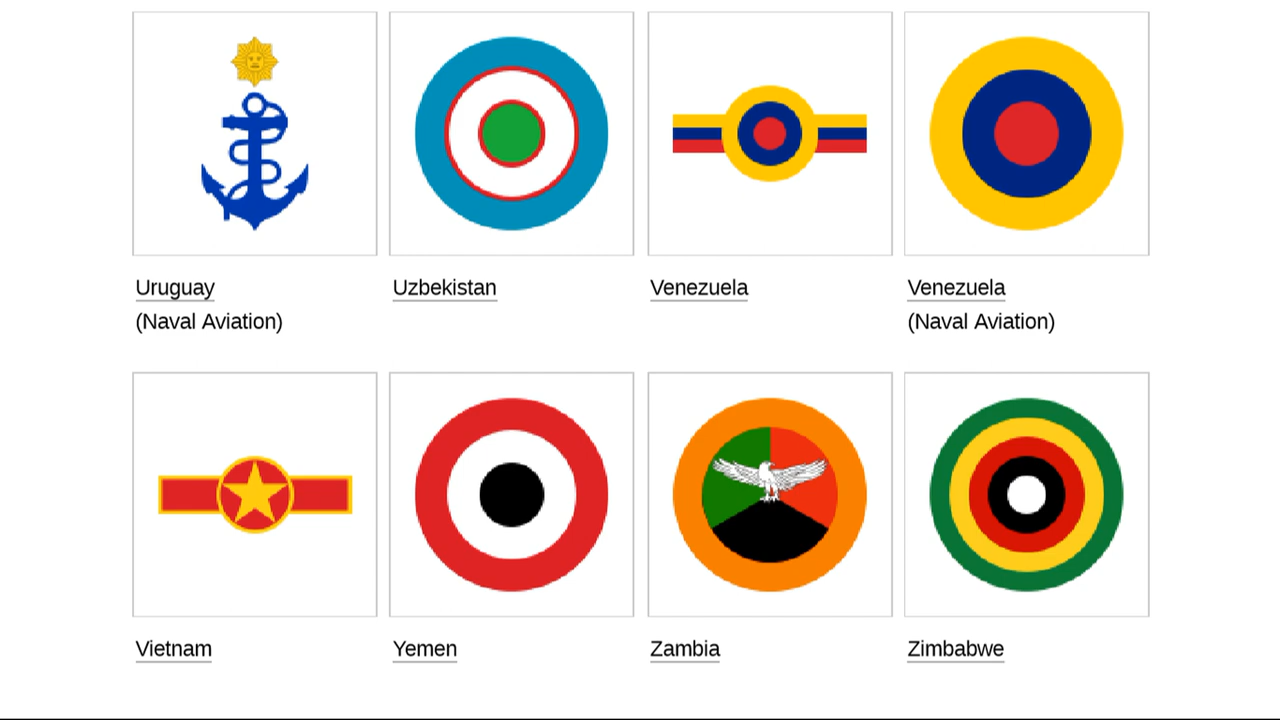 Uruguay
(Naval Aviation)
Uzbekistan
Venezuela
Venezuela
(Naval Aviation)
Vietnam
Yemen
Zambia
Zimbabwe